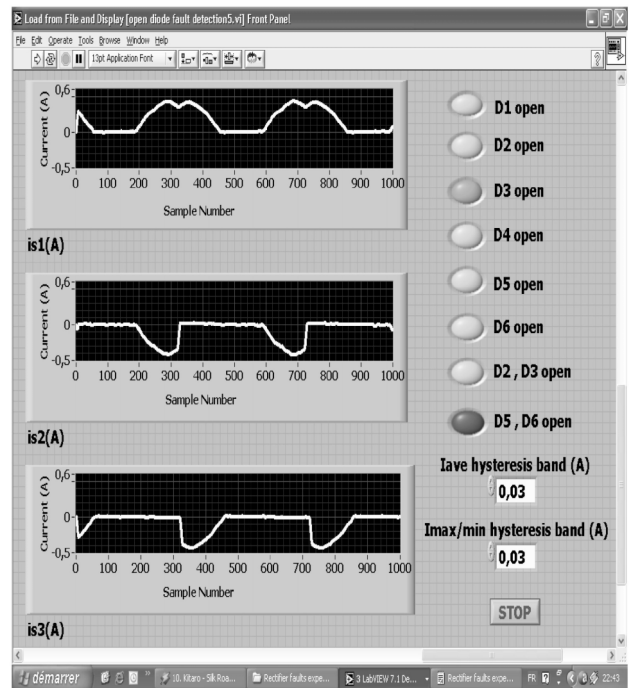 Load from File and Display [open diode fault detection5.vi] Front Panel
File Edit Operate Tools Browse Window Help
13pt Application Font
Current (A)
0,6
0
-0,5
0 100 200 300 400 500 600 700 800 900 1000
Sample Number
is1(A)
Current (A)
0,6
0
-0,5
0 100 200 300 400 500 600 700 800 900 1000
Sample Number
is2(A)
Current (A)
0,6
0
-0,5
0 100 200 300 400 500 600 700 800 900 1000
Sample Number
is3(A)
D1 open
D2 open
D3 open
D4 open
D5 open
D6 open
D2 , D3 open
D5 , D6 open
Iave hysteresis band (A)
0,03
Imax/min hysteresis band (A)
0,03
STOP
démarrer
10. Kitaro - Silk Roa...
Rectifier faults expe...
3 LabVIEW 7.1 De...
Rectifier faults expe...
FR
22:43